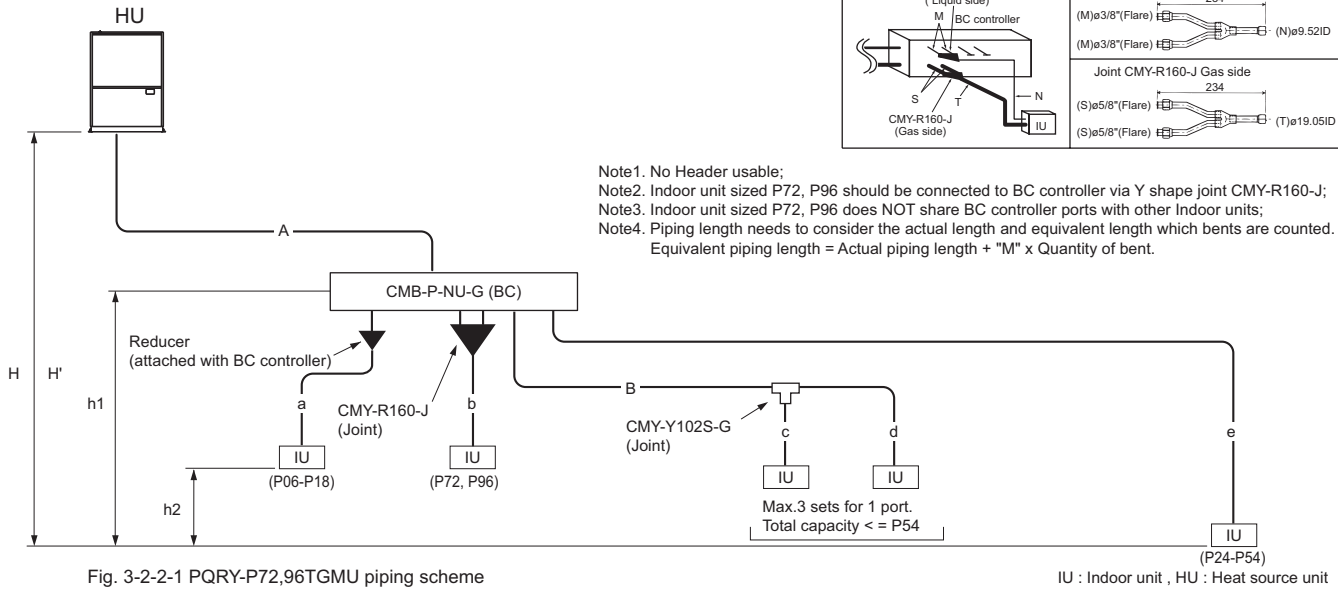 HU
(Liquid side)
M
BC controller
S
T
N
CMY-R160-J
(Gas side)
IU
(M)ø3/8"(Flare)
(M)ø3/8"(Flare)
(N)ø9.52ID
Joint CMY-R160-J Gas side
234
(S)ø5/8"(Flare)
(S)ø5/8"(Flare)
(T)ø19.05ID
Note1. No Header usable;
Note2. Indoor unit sized P72, P96 should be connected to BC controller via Y shape joint CMY-R160-J;
Note3. Indoor unit sized P72, P96 does NOT share BC controller ports with other Indoor units;
Note4. Piping length needs to consider the actual length and equivalent length which bents are counted.
Equivalent piping length = Actual piping length + "M" x Quantity of bent.
A
CMB-P-NU-G (BC)
Reducer
(attached with BC controller)
H
H'
h1
h2
a
CMY-R160-J
(Joint)
b
B
CMY-Y102S-G
(Joint)
c
d
e
IU
(P06-P18)
IU
(P72, P96)
IU
IU
Max.3 sets for 1 port.
Total capacity < = P54
IU
(P24-P54)
Fig. 3-2-2-1 PQRY-P72,96TGMU piping scheme
IU : Indoor unit , HU : Heat source unit